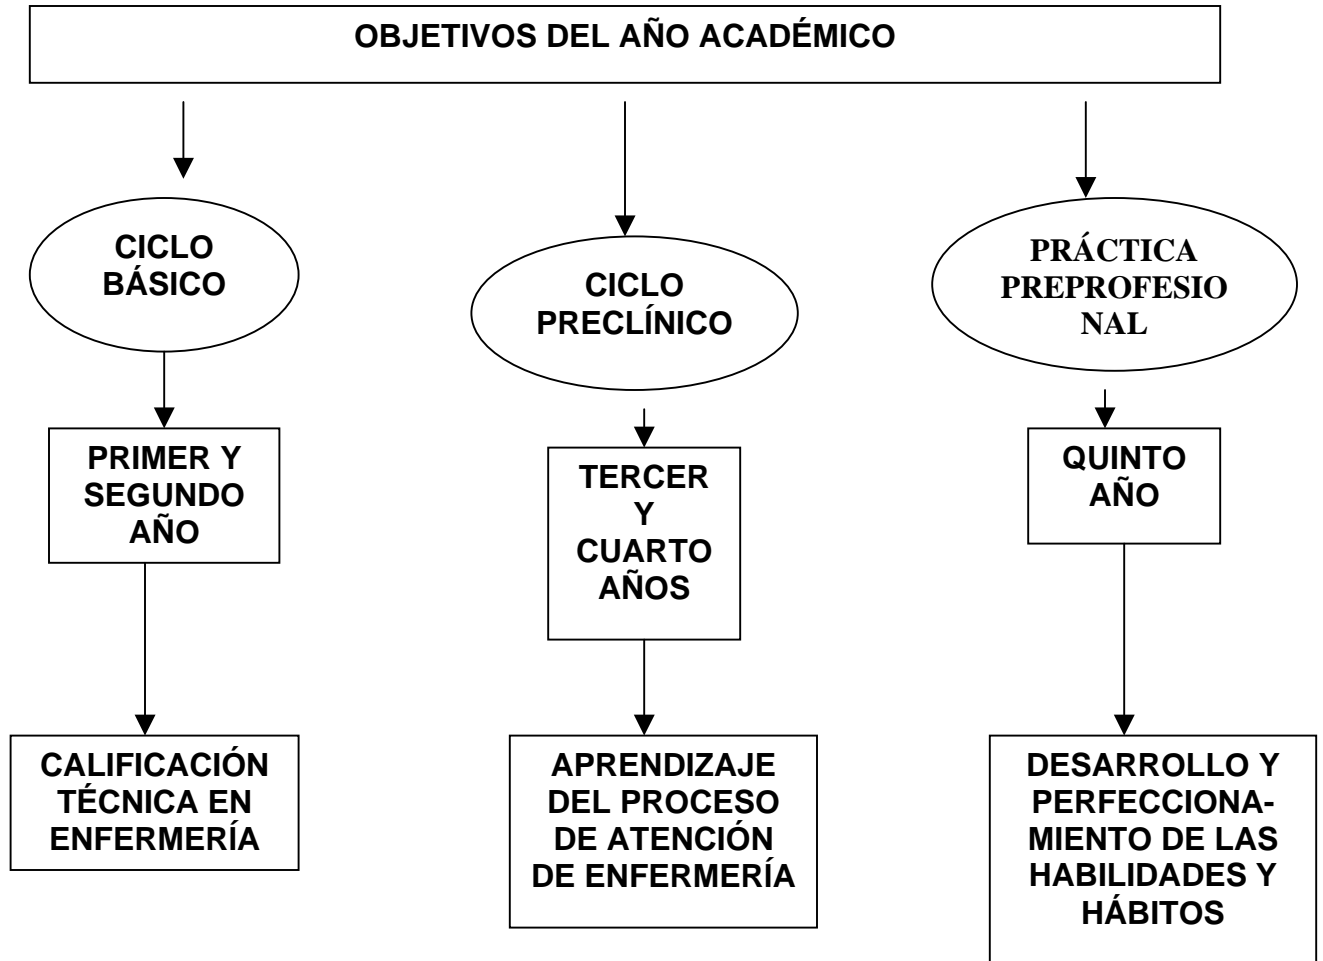 OBJETIVOS DEL AÑO ACADÉMICO
CICLO
BÁSICO
CICLO
PRECLÍNICO
PRÁCTICA
PREPROFESIO
NAL
PRIMER Y
SEGUNDO
AÑO
TERCER
Y
CUARTO
AÑOS
QUINTO
AÑO
CALIFICACIÓN
TÉCNICA EN
ENFERMERÍA
APRENDIZAJE
DEL PROCESO
DE ATENCIÓN
DE ENFERMERÍA
DESARROLLO Y
PERFECCIONA-
MIENTO DE LAS
HABILIDADES Y
HÁBITOS